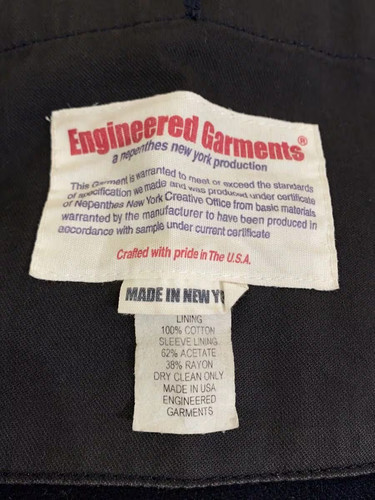 Engineered Garments®
a nepenthes new york production
This Garment is warranted to meet or exceed the standards
of specification we made and was produced under certificate
of Nepenthes New York Creative Office from basic materials
warranted by the manufacturer to have been produced in
accordance with sample under current certificate
Crafted with pride in The U.S.A.
MADE IN NEW
LINING
100% COTTON
SLEEVE LINING
62% ACETATE
38% RAYON
DRY CLEAN ONLY
MADE IN USA
ENGINEERED
GARMENTS